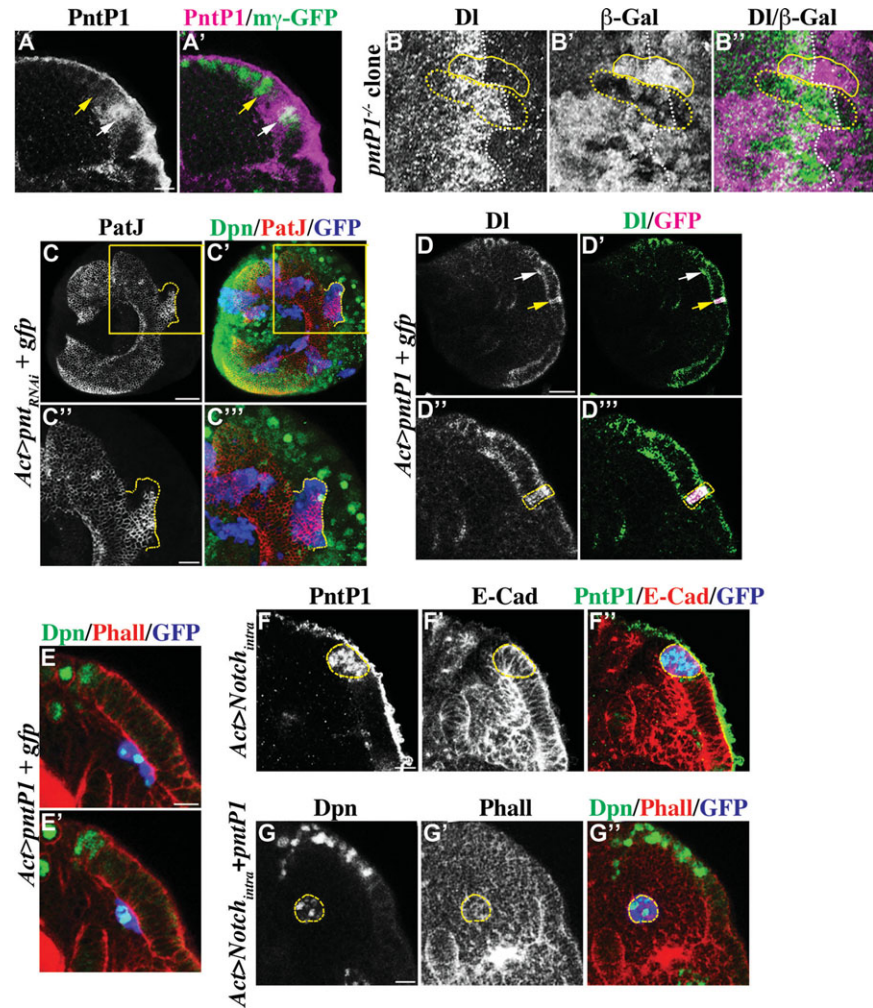 PntP1 PntP1/mγ-GFP Dl β-Gal Dl/β-Gal
A A' B B' B''
pntP1-/- clone
PatJ Dpn/PatJ/GFP Dl Dl/GFP
C C' D D'
Act>pntRNAi + gfp
Act>pntP1 + gfp
C'' C''' D'' D'''
PntP1 E-Cad PntP1/E-Cad/GFP
Dpn/Phall/GFP
F F' F''
E
Act>Notchintra
Act>pntP1 + gfp
Dpn Phall Dpn/Phall/GFP
E' G G' G''
Act>Notchintra+pntP1